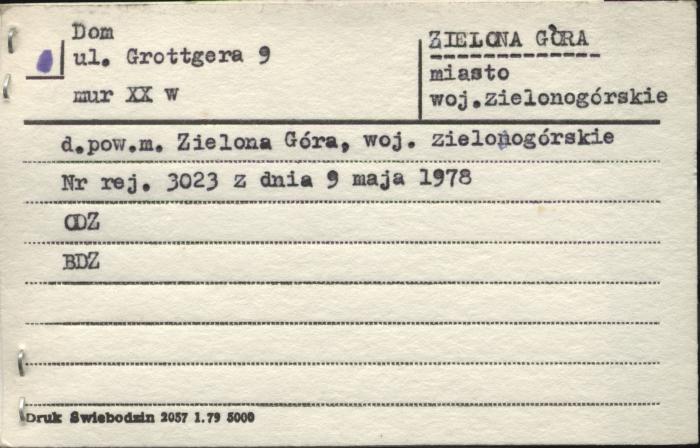 Dom
ul. Grottgera 9
mur XX w
ZIELONA GÓRA
miasto
woj.zielonogórskie
d.pow.m. Zielona Góra, woj. zielonogórskie
Nr rej. 3023 z dnia 9 maja 1978
ODZ
BDZ
Druk Świebodzin 2057 1.79 5000